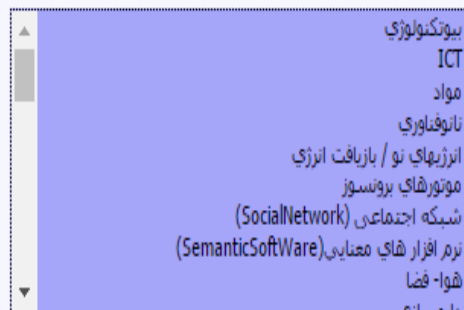 بيوتکنولوژي
ICT
مواد
نانوفناوري
انرژيهاي نو / بازيافت انرژي
موتورهاي برونسوز
شبکه اجتماعی (SocialNetwork)
نرم افزار هاي معنايي(SemanticSoftWare)
هوا- فضا